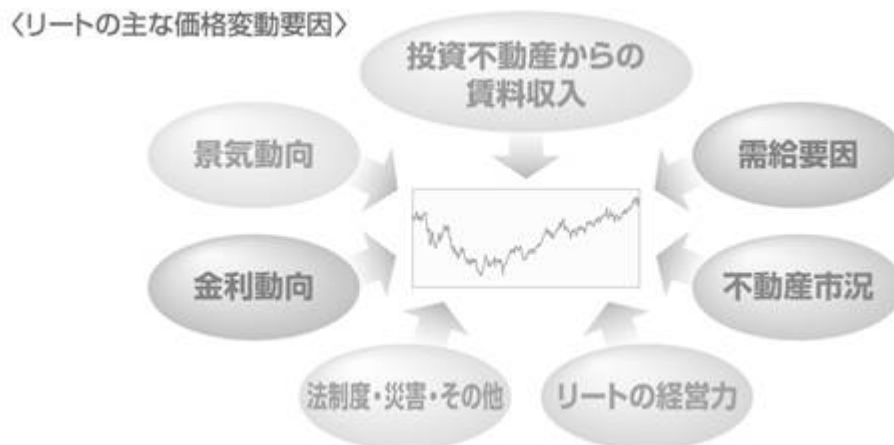 〈リートの主な価格変動要因〉
投資不動産からの
賃料収入
景気動向
需給要因
金利動向
不動産市況
法制度・災害・その他
リートの経営力